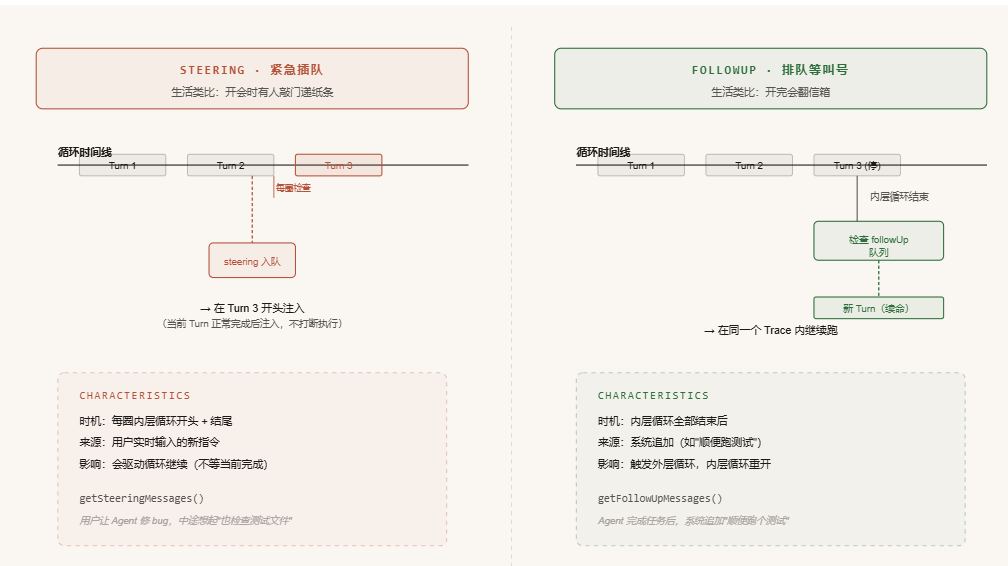 STEERING · 紧急插队
生活类比：开会时有人敲门递纸条
循环时间线
Turn 1
Turn 2
Turn 3
每圈检查
steering 入队
→ 在 Turn 3 开头注入
（当前 Turn 正常完成后注入，不打断执行）
CHARACTERISTICS
时机：每圈内层循环开头 + 结尾
来源：用户实时输入的新指令
影响：会驱动循环继续（不等当前完成）
getSteeringMessages()
用户让 Agent 修 bug，中途想起"也检查测试文件"
FOLLOWUP · 排队等叫号
生活类比：开完会翻信箱
循环时间线
Turn 1
Turn 2
Turn 3 (停)
内层循环结束
检查 followUp
队列
新 Turn（续命）
→ 在同一个 Trace 内继续跑
CHARACTERISTICS
时机：内层循环全部结束后
来源：系统追加（如"顺便跑测试"）
影响：触发外层循环，内层循环重开
getFollowUpMessages()
Agent 完成任务后，系统追加"顺便跑个测试"